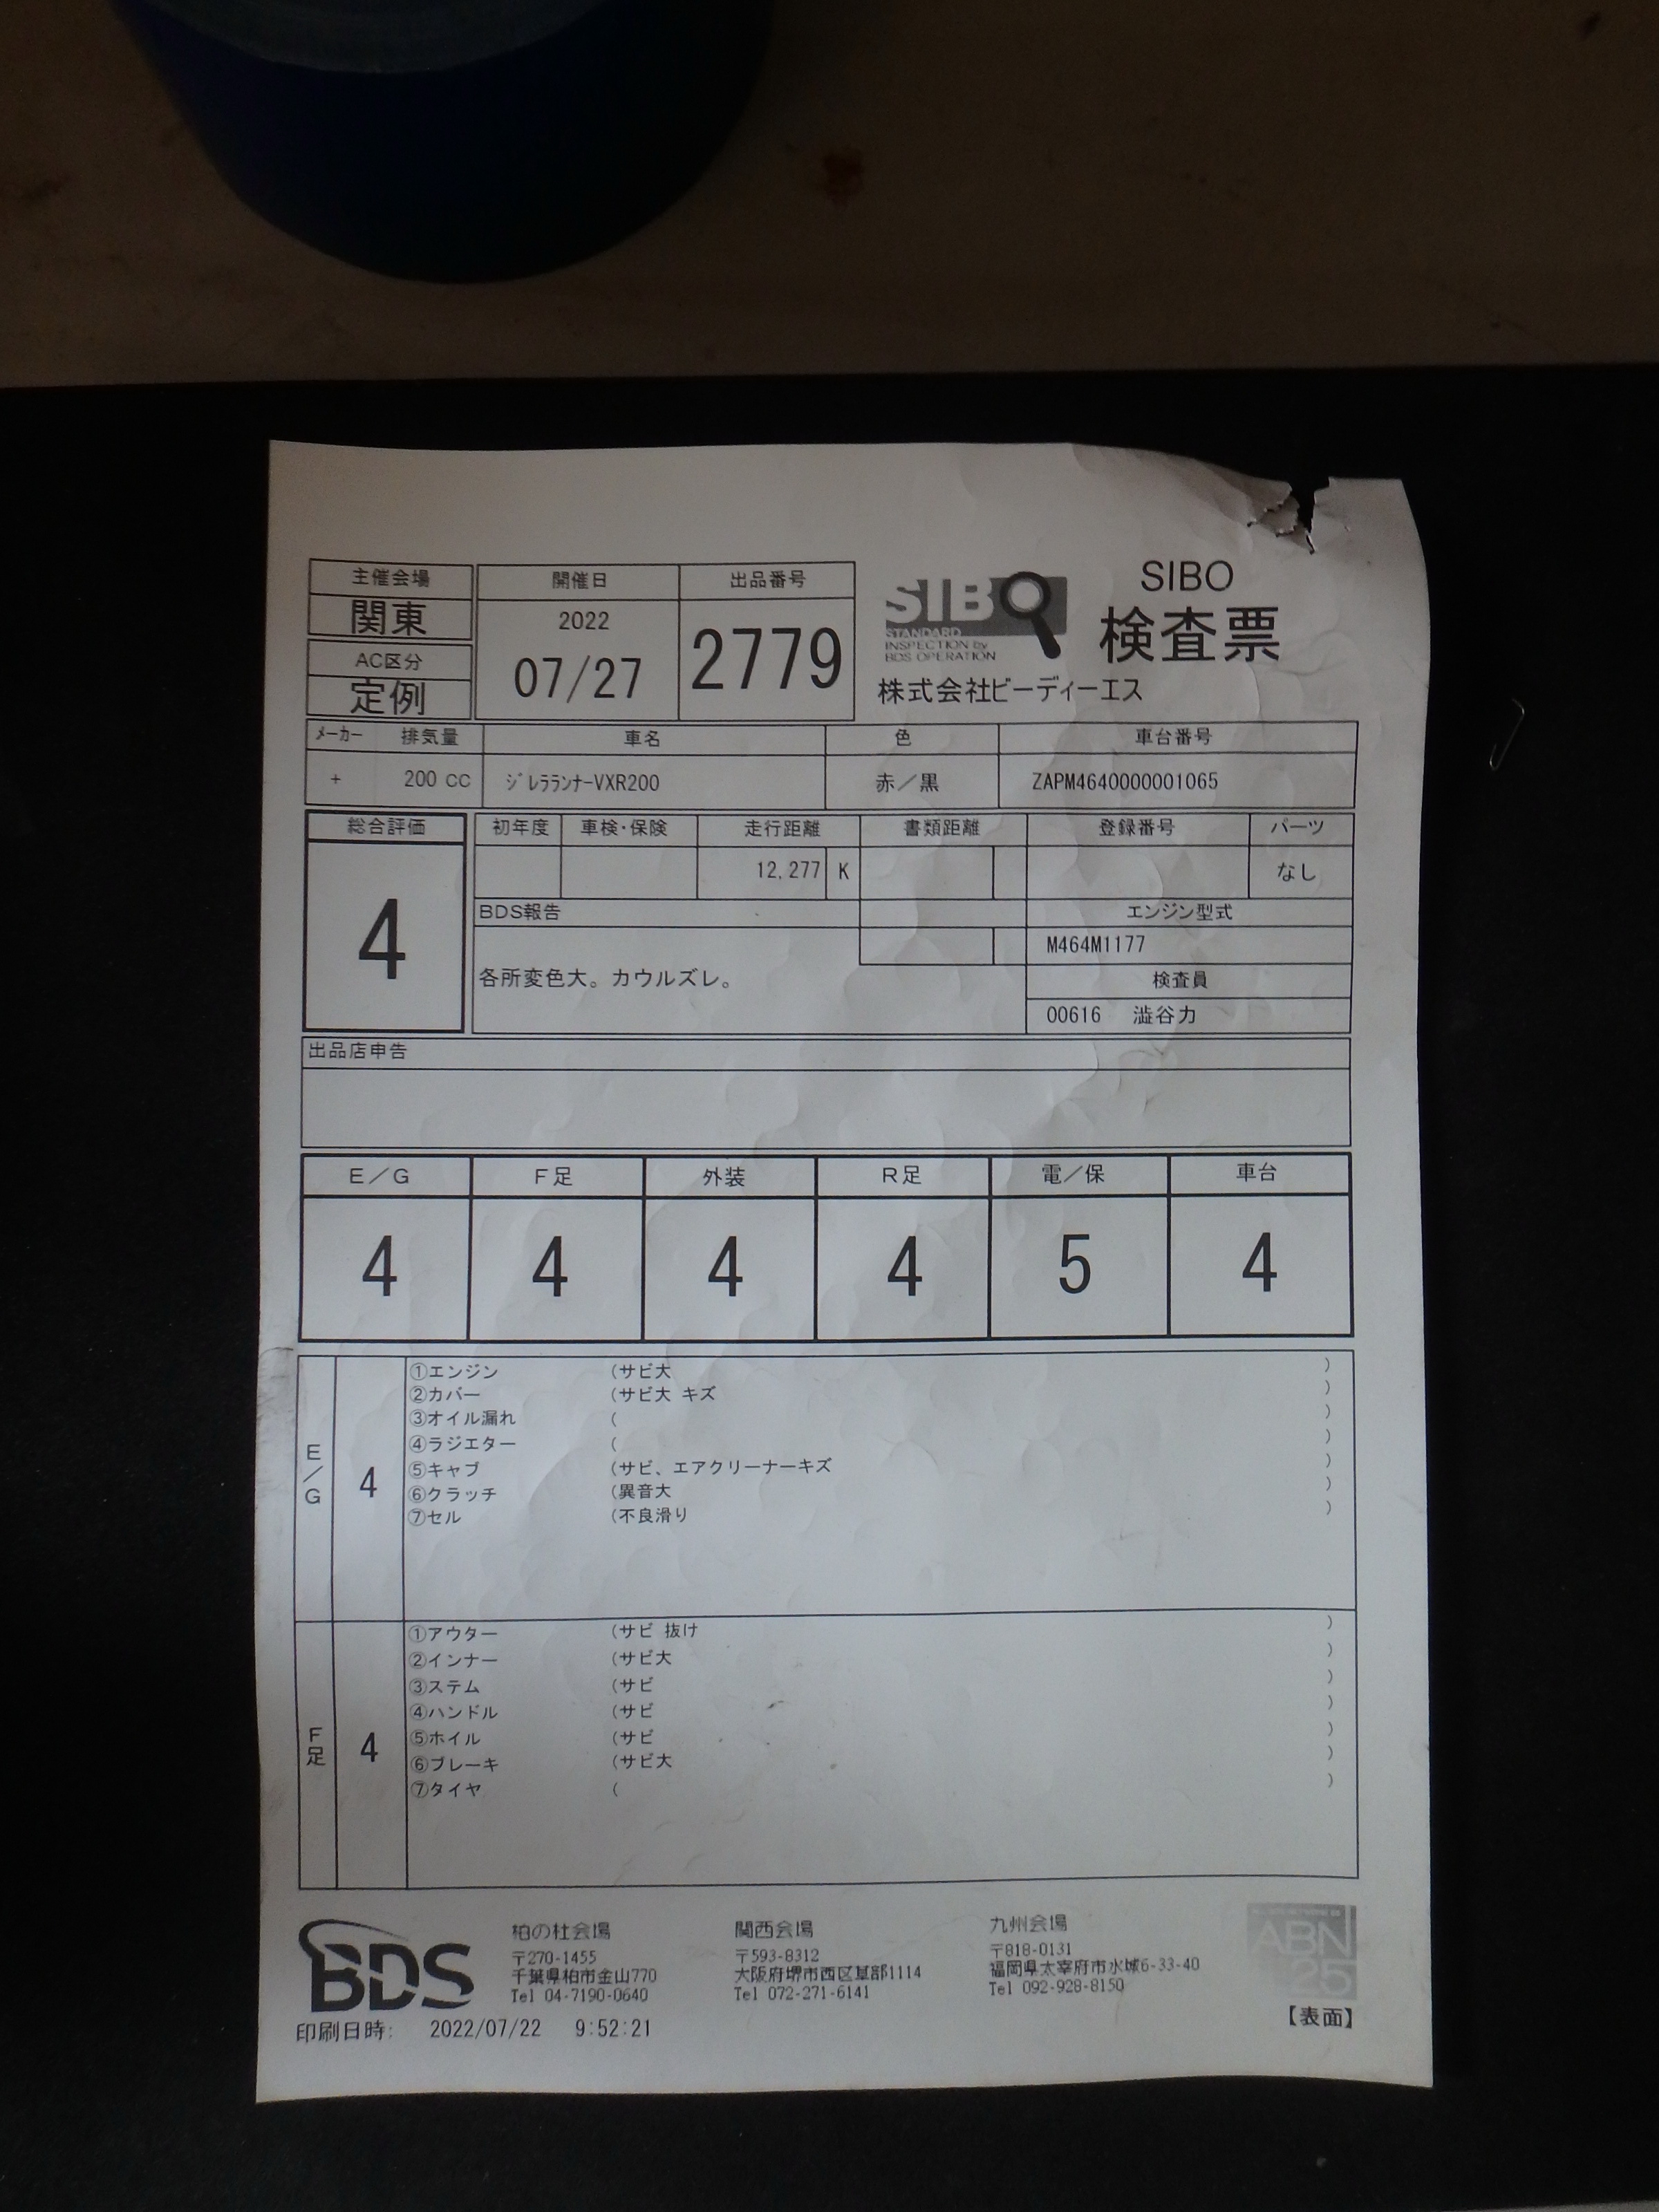 主催会場 開催日 出品番号
関東 2022 07/27 2779
AC区分
定例
SIBO
STANDARD
INSPECTION by
BDS OPERATION
SIBO
検査票
株式会社ビーディーエス
メーカー 排気量 車名 色 車台番号
+ 200 CC ジレラランナーVXR200 赤/黒 ZAPM4640000001065
総合評価 初年度 車検・保険 走行距離 書類距離 登録番号 パーツ
4 12,277 K なし
BDS報告 エンジン型式
M464M1177
各所変色大。カウルズレ。 検査員
00616 澁谷力
出品店申告
E/G F足 外装 R足 電/保 車台
4 4 4 4 5 4
E/G 4
①エンジン (サビ大 )
②カバー (サビ大 キズ )
③オイル漏れ ( )
④ラジエター ( )
⑤キャブ (サビ、エアクリーナーキズ )
⑥クラッチ (異音大 )
⑦セル (不良滑り )
F足 4
①アウター (サビ 抜け )
②インナー (サビ大 )
③ステム (サビ )
④ハンドル (サビ )
⑤ホイル (サビ )
⑥ブレーキ (サビ大 )
⑦タイヤ ( )
BDS
柏の杜会場
〒270-1455
千葉県柏市金山770
Tel 04-7190-0640
関西会場
〒593-8312
大阪府堺市西区草部1114
Tel 072-271-6141
九州会場
〒818-0131
福岡県太宰府市水城6-33-40
Tel 092-928-8150
ABN
25
印刷日時: 2022/07/22 9:52:21
【表面】